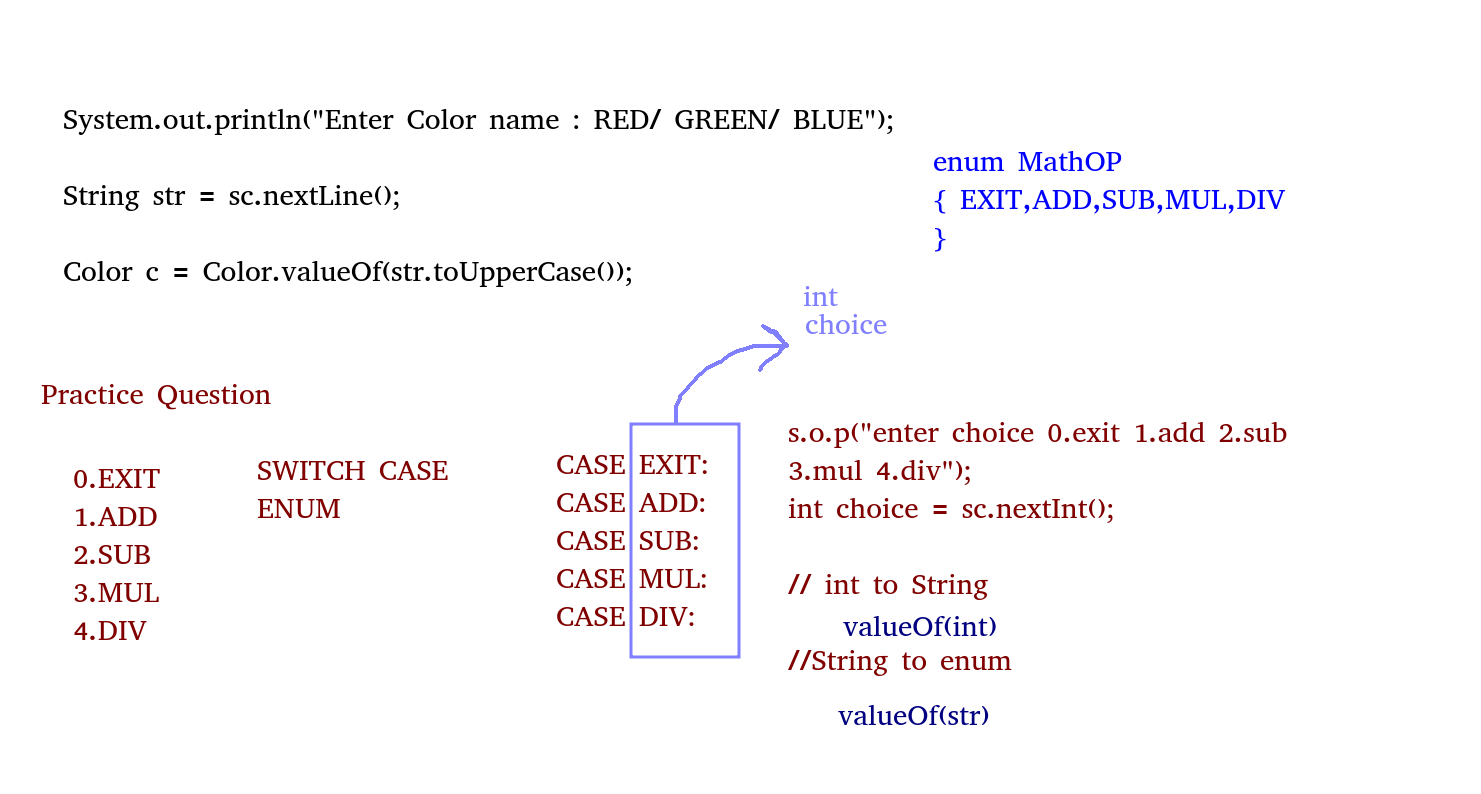 System.out.println("Enter Color name : RED/ GREEN/ BLUE");
String str = sc.nextLine();
Color c = Color.valueOf(str.toUpperCase());
enum MathOP
{ EXIT,ADD,SUB,MUL,DIV
}
int
choice
Practice Question
0.EXIT
1.ADD
2.SUB
3.MUL
4.DIV
SWITCH CASE
ENUM
CASE EXIT:
CASE ADD:
CASE SUB:
CASE MUL:
CASE DIV:
s.o.p("enter choice 0.exit 1.add 2.sub
3.mul 4.div");
int choice = sc.nextInt();
// int to String
valueOf(int)
//String to enum
valueOf(str)